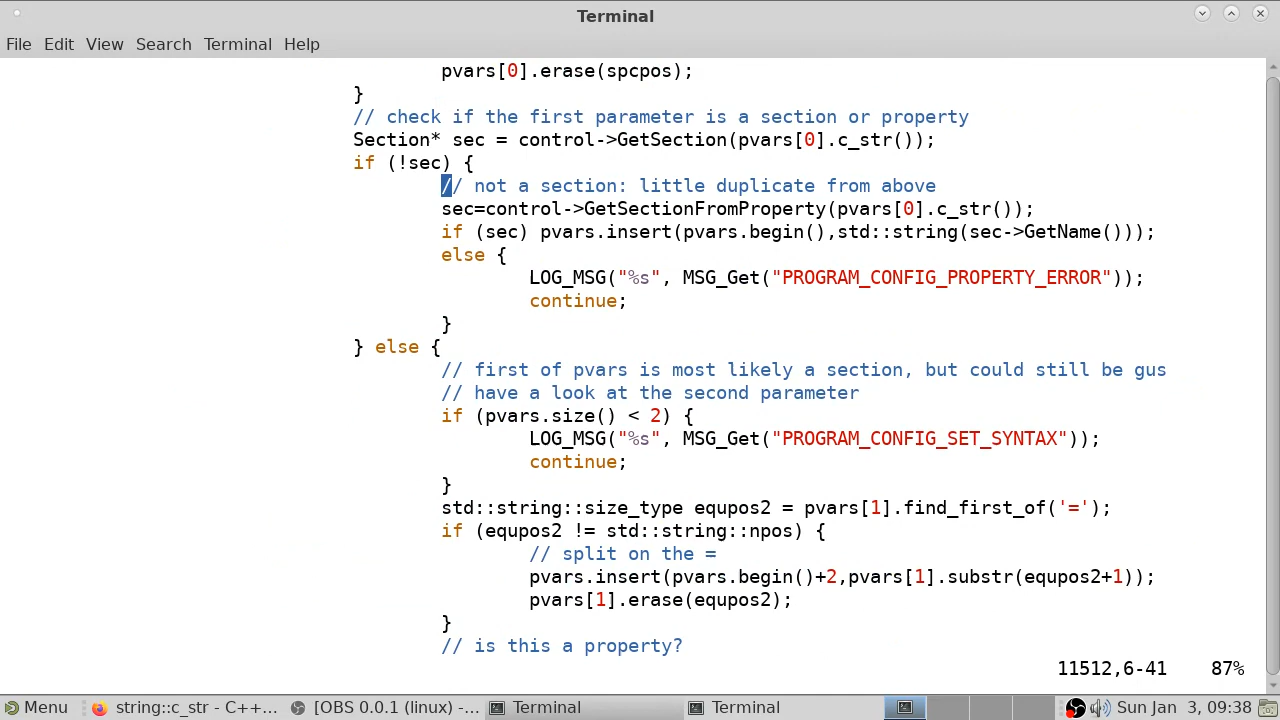 Terminal
File Edit View Search Terminal Help
pvars[0].erase(spcpos);
}
// check if the first parameter is a section or property
Section* sec = control->GetSection(pvars[0].c_str());
if (!sec) {
// not a section: little duplicate from above
sec=control->GetSectionFromProperty(pvars[0].c_str());
if (sec) pvars.insert(pvars.begin(),std::string(sec->GetName()));
else {
LOG_MSG("%s", MSG_Get("PROGRAM_CONFIG_PROPERTY_ERROR"));
continue;
}
} else {
// first of pvars is most likely a section, but could still be gus
// have a look at the second parameter
if (pvars.size() < 2) {
LOG_MSG("%s", MSG_Get("PROGRAM_CONFIG_SET_SYNTAX"));
continue;
}
std::string::size_type equpos2 = pvars[1].find_first_of('=');
if (equpos2 != std::string::npos) {
// split on the =
pvars.insert(pvars.begin()+2,pvars[1].substr(equpos2+1));
pvars[1].erase(equpos2);
}
// is this a property?
11512,6-41 87%
Menu string::c_str - C++... [OBS 0.0.1 (linux) -... Terminal Terminal Sun Jan 3, 09:38